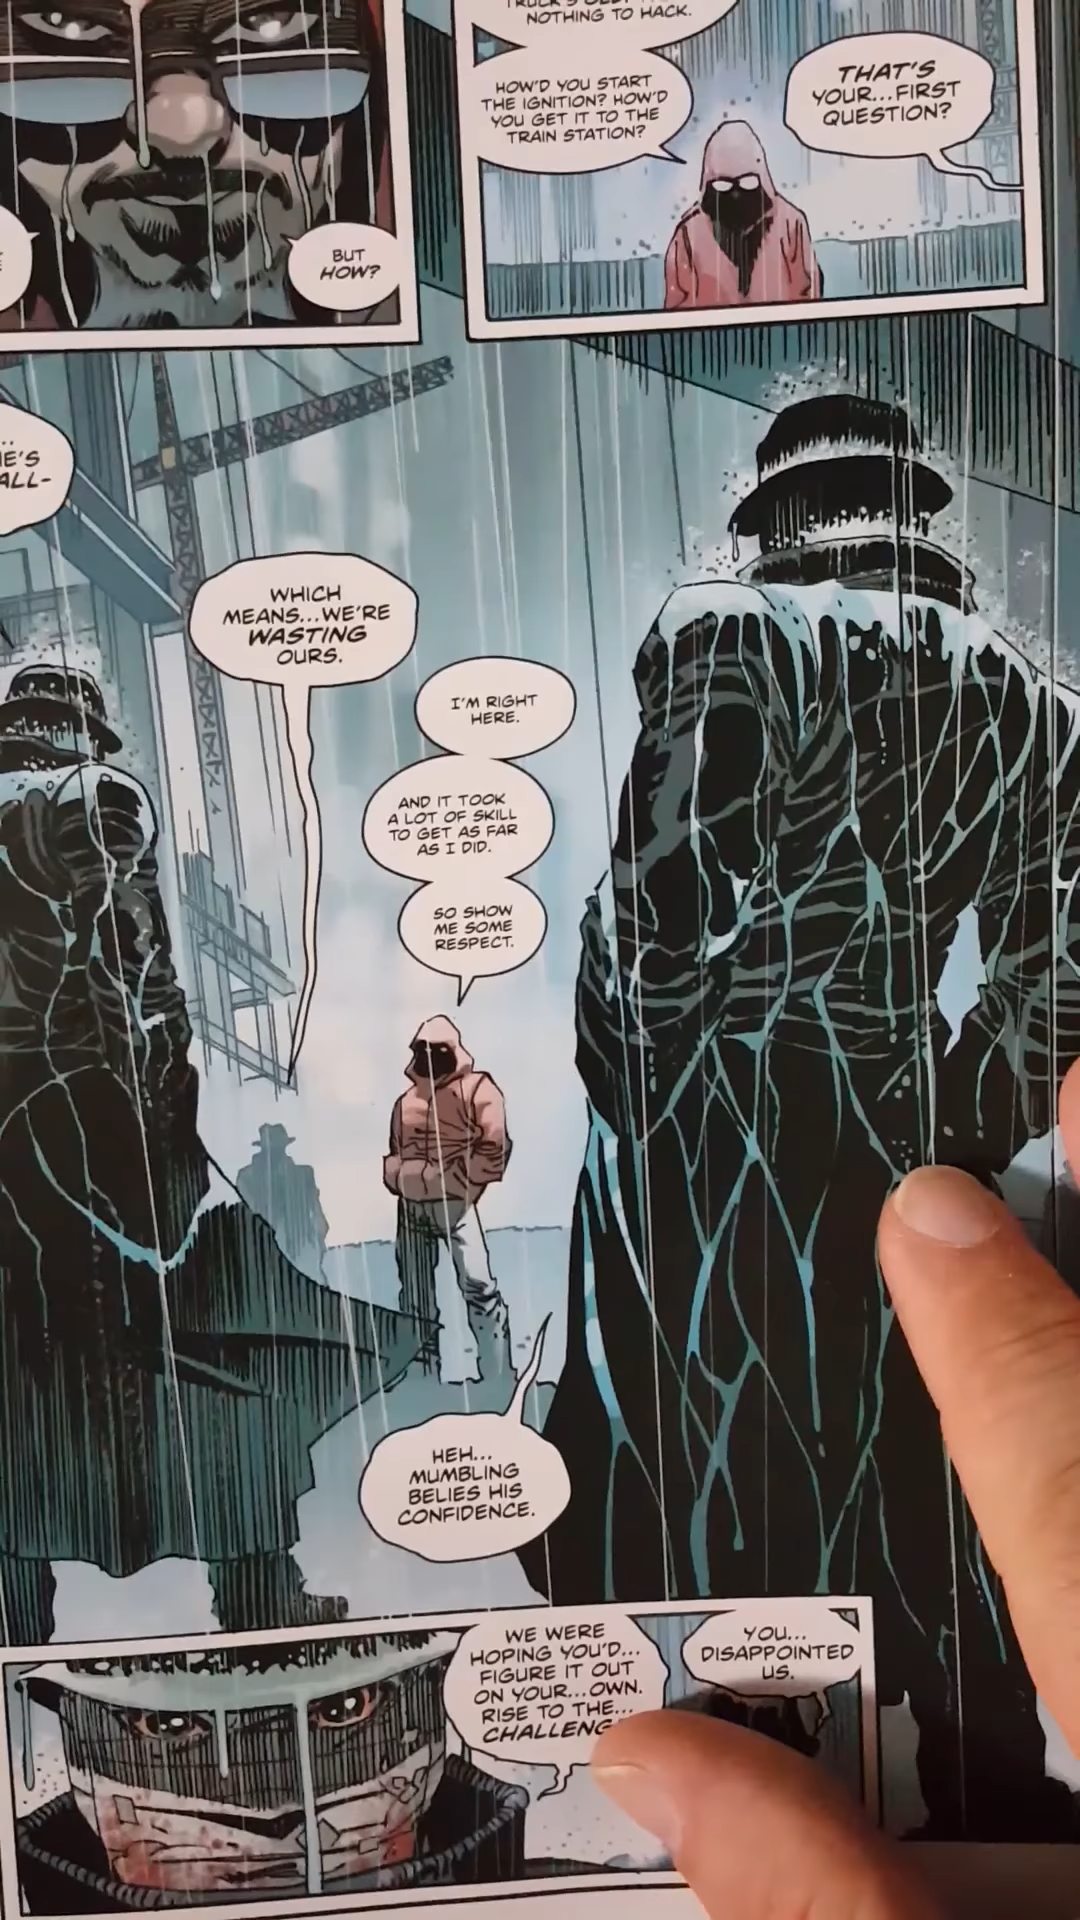 NOTHING TO HACK.
HOW'D YOU START
THE IGNITION? HOW'D
YOU GET IT TO THE
TRAIN STATION?
THAT'S
YOUR...FIRST
QUESTION?
BUT
HOW?
WHICH
MEANS...WE'RE
WASTING
OURS.
I'M RIGHT
HERE.
AND IT TOOK
A LOT OF SKILL
TO GET AS FAR
AS I DID.
SO SHOW
ME SOME
RESPECT.
HEH...
MUMBLING
BELIES HIS
CONFIDENCE.
WE WERE
HOPING YOU'D...
FIGURE IT OUT
ON YOUR...OWN.
RISE TO THE...
YOU...
DISAPPOINTED
US.